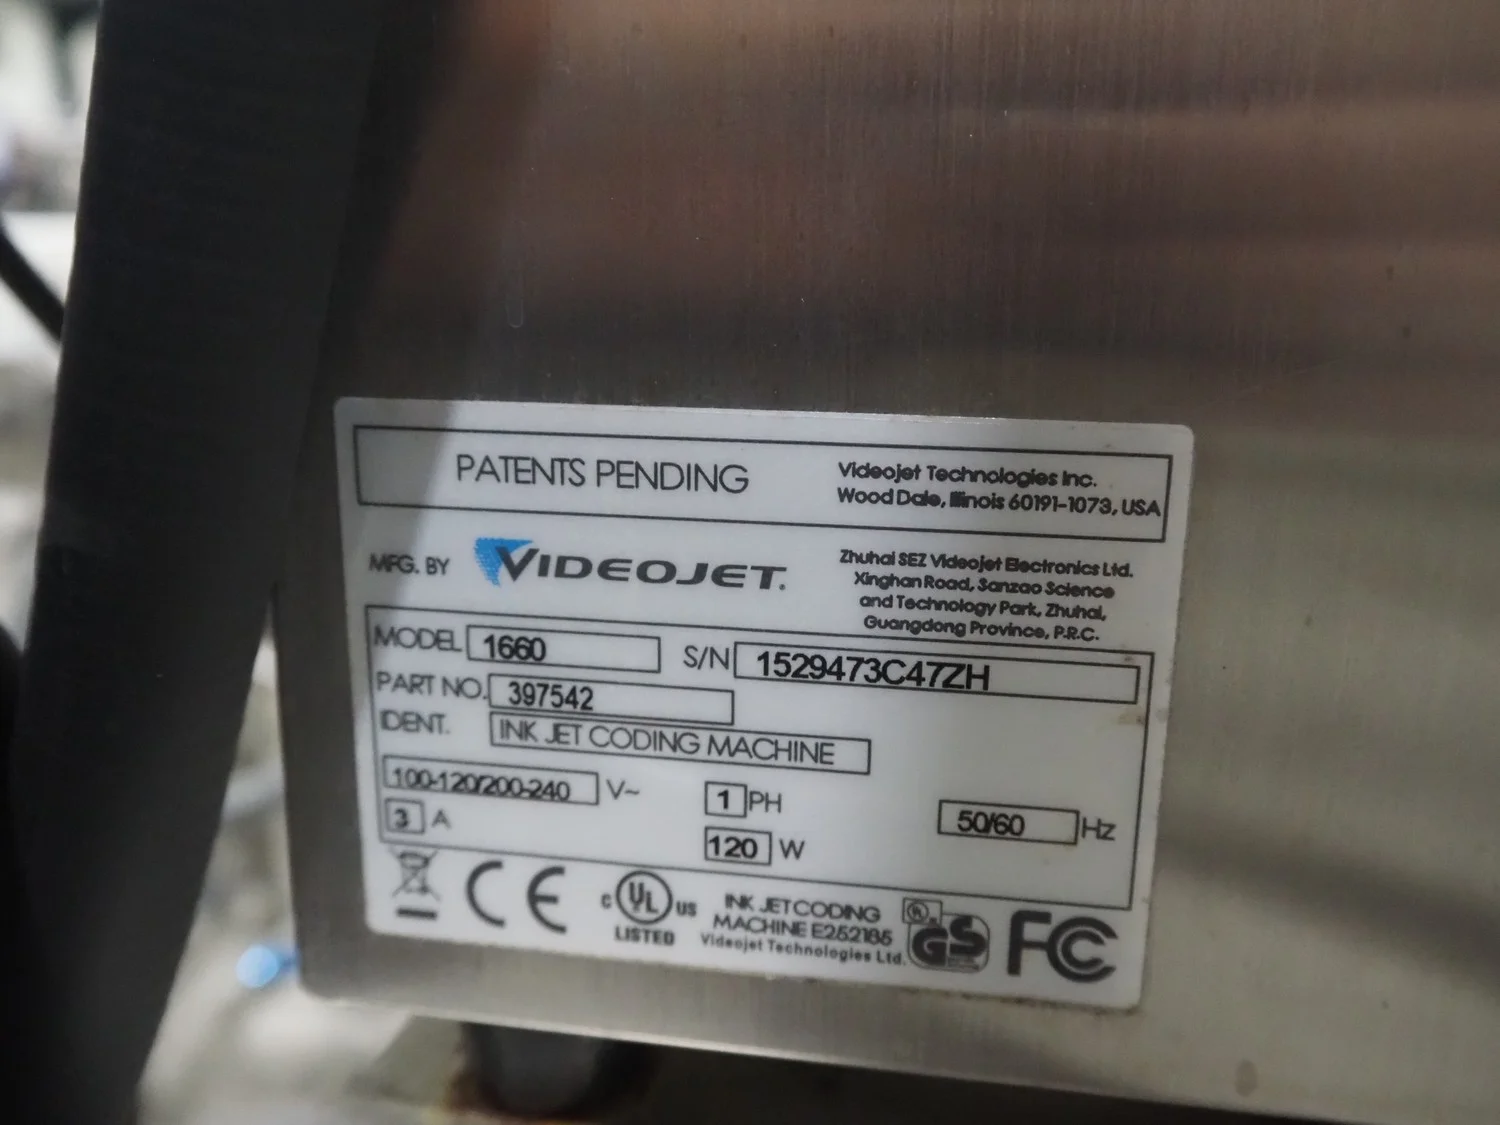 PATENTS PENDING
Videojet Technologies Inc.
Wood Dale, Illinois 60191-1073, USA
MFG. BY VIDEOJET.
Zhuhai SEZ Videojet Electronics Ltd.
Xinghan Road, Sanzao Science
and Technology Park, Zhuhai,
Guangdong Province, P.R.C.
MODEL 1660 S/N 1529473C47ZH
PART NO. 397542
IDENT. INK JET CODING MACHINE
100-120/200-240 V~ 1 PH 50/60 Hz
3 A 120 W
CE
C UL US
LISTED
INK JET CODING
MACHINE E252185
Videojet Technologies Ltd.
UL
GS
FC